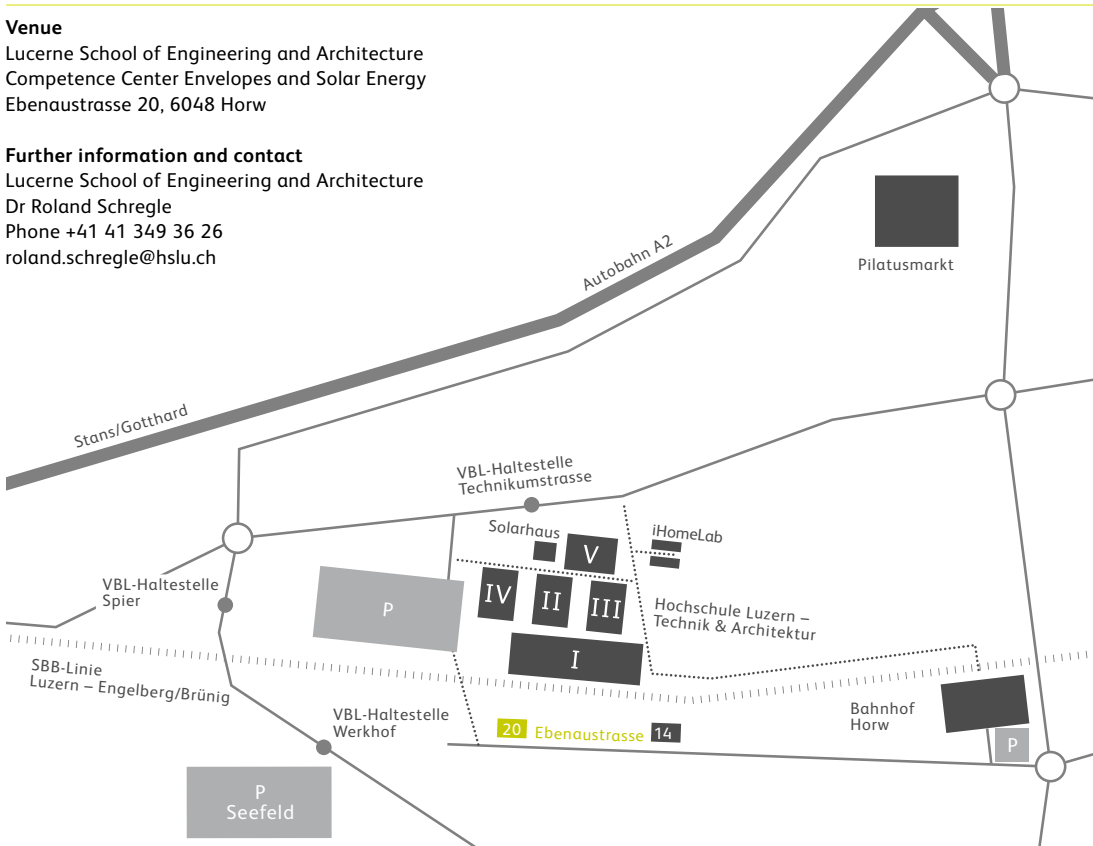 Venue
Lucerne School of Engineering and Architecture
Competence Center Envelopes and Solar Energy
Ebenaustrasse 20, 6048 Horw
Further information and contact
Lucerne School of Engineering and Architecture
Dr Roland Schregle
Phone +41 41 349 36 26
roland.schregle@hslu.ch
Autobahn A2
Pilatusmarkt
Stans/Gotthard
VBL-Haltestelle
Technikumstrasse
Solarhaus
iHomeLab
V
VBL-Haltestelle
Spier
P
IV
II
III
Hochschule Luzern –
Technik & Architektur
I
SBB-Linie
Luzern – Engelberg/Brünig
VBL-Haltestelle
Werkhof
20 Ebenaustrasse 14
Bahnhof
Horw
P
P
Seefeld